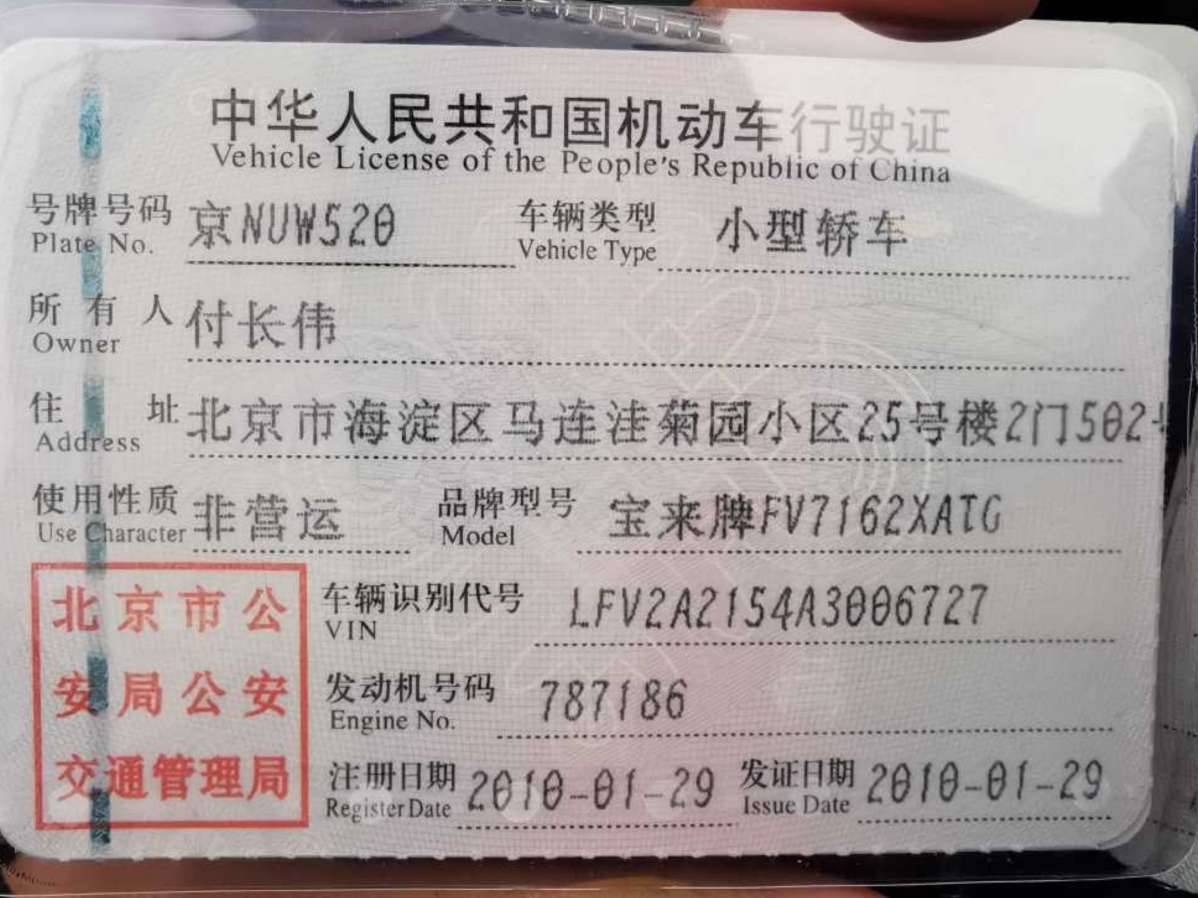 中华人民共和国机动车行驶证
Vehicle License of the People's Republic of China
号牌号码 京NUW520 车辆类型 小型轿车
Plate No. Vehicle Type
所有人 付长伟
Owner
住址 北京市海淀区马连洼菊园小区25号楼2门502
Address
使用性质 非营运 品牌型号 宝来牌FV7162XATG
Use Character Model
北京市公
安局公安
交通管理局
车辆识别代号 LFV2A2154A3006727
VIN
发动机号码 787186
Engine No.
注册日期 2010-01-29 发证日期 2010-01-29
Register Date Issue Date